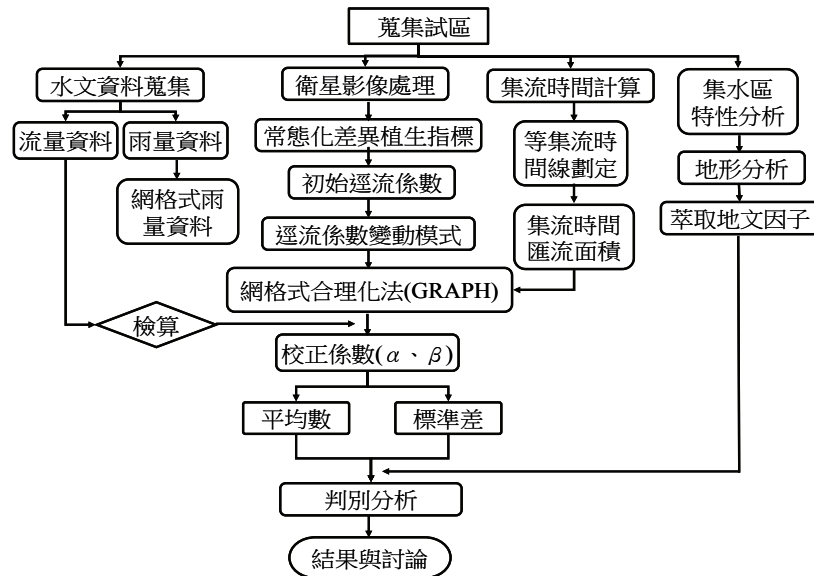 蒐集試區
水文資料蒐集
衛星影像處理
集流時間計算
集水區
特性分析
流量資料
雨量資料
常態化差異植生指標
等集流時
間線劃定
地形分析
網格式雨
量資料
初始逕流係數
逕流係數變動模式
集流時間
匯流面積
萃取地文因子
網格式合理化法(GRAPH)
檢算
校正係數(α、β)
平均數
標準差
判別分析
結果與討論